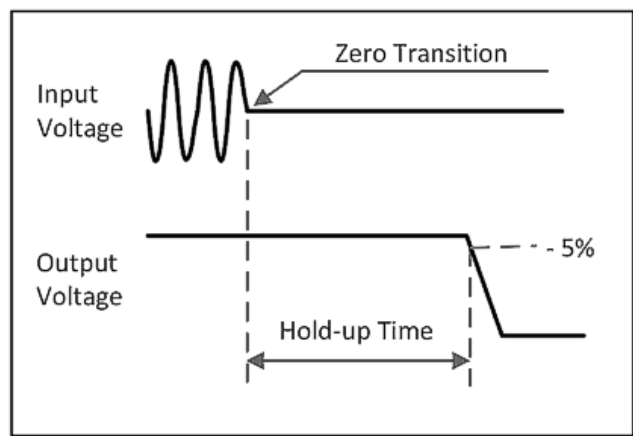 Zero Transition
Input
Voltage
- 5%
Output
Voltage
Hold-up Time